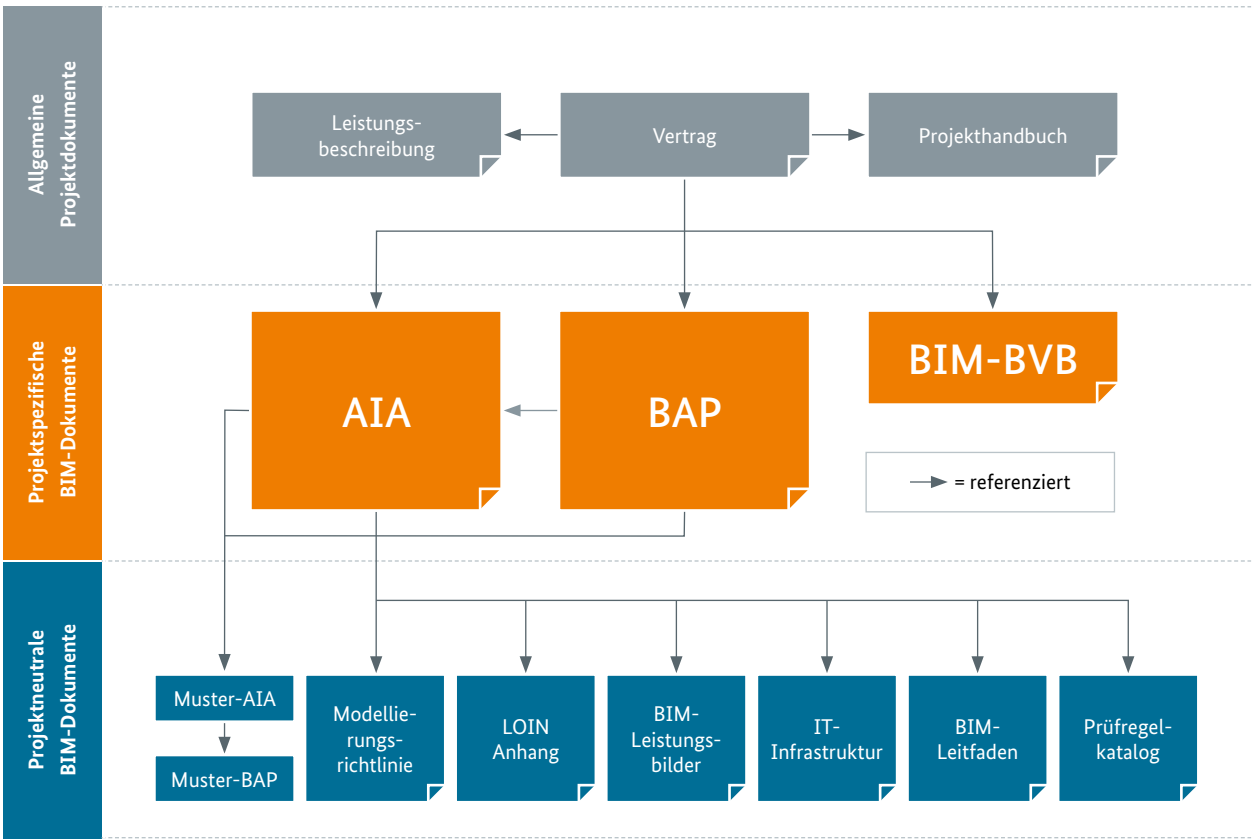 Allgemeine
Projektdokumente
Leistungs-
beschreibung
Vertrag
Projekthandbuch
Projektspezifische
BIM-Dokumente
AIA
BAP
BIM-BVB
= referenziert
Projektneutrale
BIM-Dokumente
Muster-AIA
Muster-BAP
Modellie-
rungs-
richtlinie
LOIN
Anhang
BIM-
Leistungs-
bilder
IT-
Infrastruktur
BIM-
Leitfaden
Prüfregel-
katalog